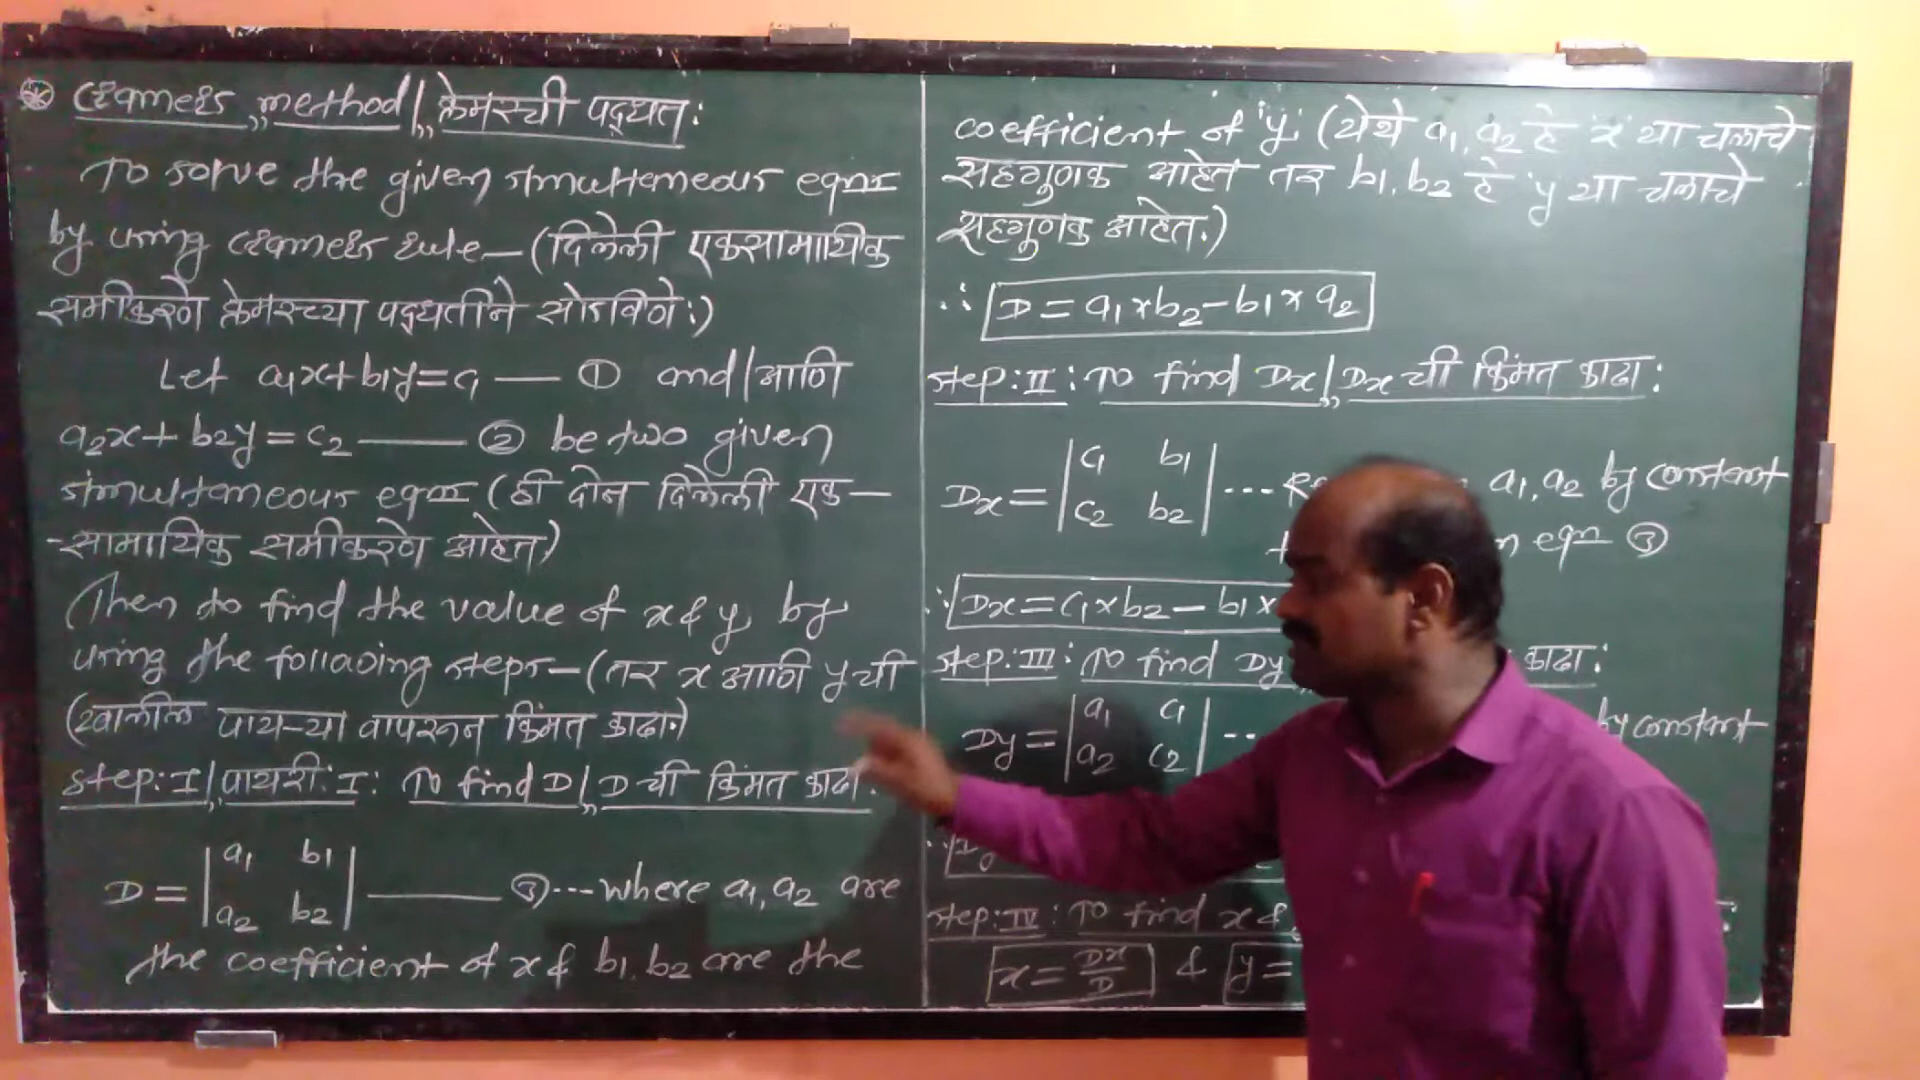 Cramers method / क्रेमरची पद्धत:
To solve the given simultaneous eqns
by using cramers rule – (दिलेली एकसामायीक
समीकरणे क्रेमरच्या पद्धतीने सोडविणे:)
Let a₁x+b₁y=c₁ — ① and/आणि
a₂x+b₂y=c₂ —— ② be two given
simultaneous eqns (ही दोन दिलेली एक–
-सामायिक समीकरणे आहेत)
Then to find the value of x & y by
using the following steps – (तर x आणि y ची
(खालील पायऱ्या वापरून किंमत काढा.)
step:I / पायरी:I: To find D / D ची किंमत काढा:
D = | a₁ b₁ |
| a₂ b₂ | —— ③ --- where a₁, a₂ are
the coefficient of x & b₁, b₂ are the
coefficient of 'y' (येथे a₁, a₂ हे 'x' या चलाचे
सहगुणक आहेत तर b₁, b₂ हे 'y' या चलाचे
सहगुणक आहेत.)
∴ D = a₁×b₂–b₁×a₂
step:II: To find Dx / Dx ची किंमत काढा:
Dx = | c₁ b₁ |
| c₂ b₂ | --- a₁, a₂ by constant
eqn ③
∴ Dx = c₁×b₂ – b₁×
step:III: To find Dy काढा:
Dy = | a₁ c₁ |
| a₂ c₂ | -- by constant
∴ Dy
step:IV: To find x &
x = Dx/D & y =